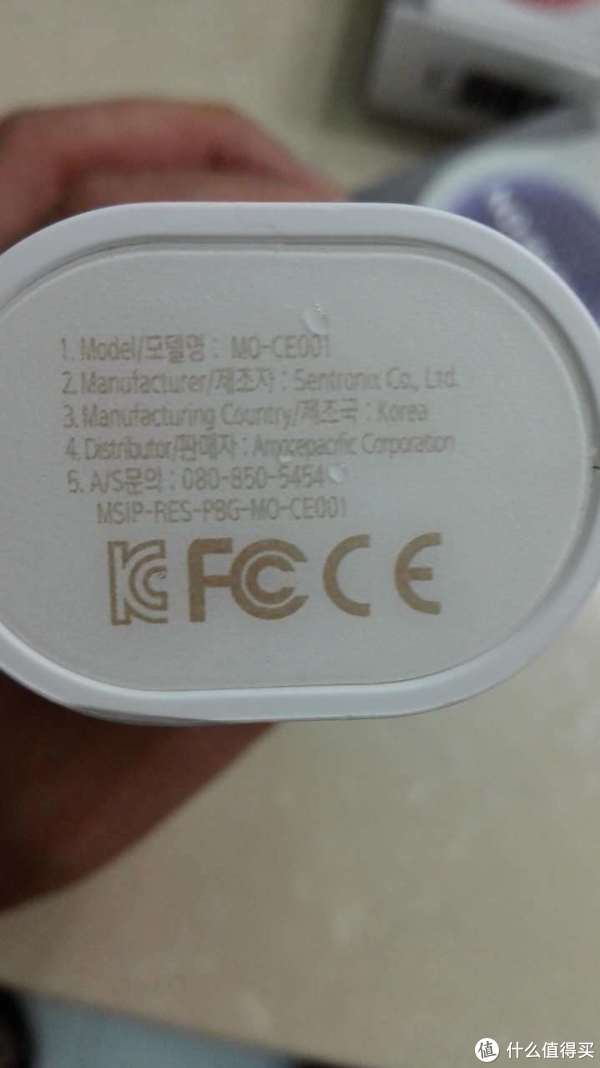 1. Model/모델명 : MO-CE001
2. Manufacturer/제조자 : Sentronix Co., Ltd.
3. Manufacturing Country/제조국 : Korea
4. Distributor/판매자 : Amorepacific Corporation
5. A/S문의 : 080-850-5454
MSIP-RES-PBG-MO-CE001
KC FC CE
值 什么值得买